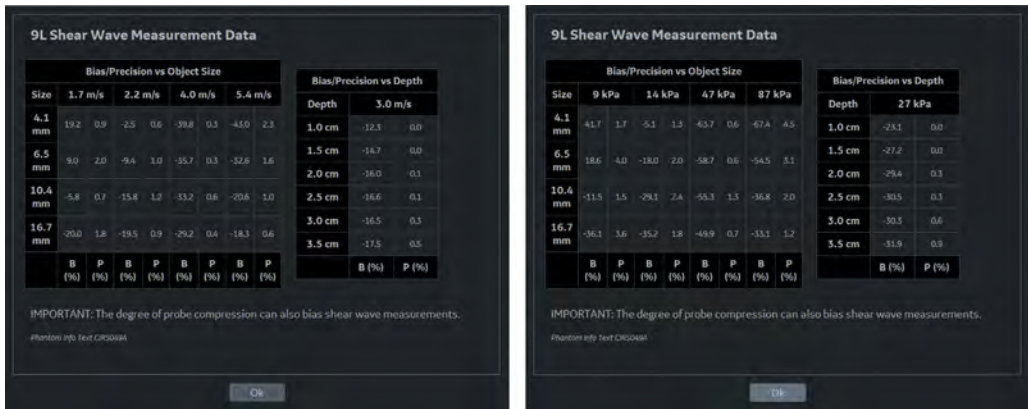 9L Shear Wave Measurement Data
Bias/Precision vs Object Size
Size 1.7 m/s 2.2 m/s 4.0 m/s 5.4 m/s
4.1 mm 19.2 0.9 -2.5 0.6 -39.8 0.3 -43.0 2.3
6.5 mm 9.0 2.0 -9.4 1.0 -35.7 0.3 -32.6 1.6
10.4 mm -5.8 0.7 -15.8 1.2 -33.2 0.6 -20.6 1.0
16.7 mm -20.0 1.8 -19.5 0.9 -29.2 0.4 -18.3 0.6
B (%) P (%) B (%) P (%) B (%) P (%) B (%) P (%)
Bias/Precision vs Depth
Depth 3.0 m/s
1.0 cm -12.3 0.0
1.5 cm -14.7 0.0
2.0 cm -16.0 0.1
2.5 cm -16.6 0.1
3.0 cm -16.5 0.3
3.5 cm -17.5 0.5
B (%) P (%)
IMPORTANT: The degree of probe compression can also bias shear wave measurements.
Phantom Info Text CIRS049A
Ok
9L Shear Wave Measurement Data
Bias/Precision vs Object Size
Size 9 kPa 14 kPa 47 kPa 87 kPa
4.1 mm 41.7 1.7 -5.1 1.3 -63.7 0.6 -67.4 4.5
6.5 mm 18.6 4.0 -18.0 2.0 -58.7 0.6 -54.5 3.1
10.4 mm -11.5 1.5 -29.1 2.4 -55.3 1.3 -36.8 2.0
16.7 mm -36.1 3.6 -35.2 1.8 -49.9 0.7 -33.1 1.2
B (%) P (%) B (%) P (%) B (%) P (%) B (%) P (%)
Bias/Precision vs Depth
Depth 27 kPa
1.0 cm -23.1 0.0
1.5 cm -27.2 0.0
2.0 cm -29.4 0.3
2.5 cm -30.5 0.3
3.0 cm -30.3 0.6
3.5 cm -31.9 0.9
B (%) P (%)
IMPORTANT: The degree of probe compression can also bias shear wave measurements.
Phantom Info Text CIRS049A
Ok